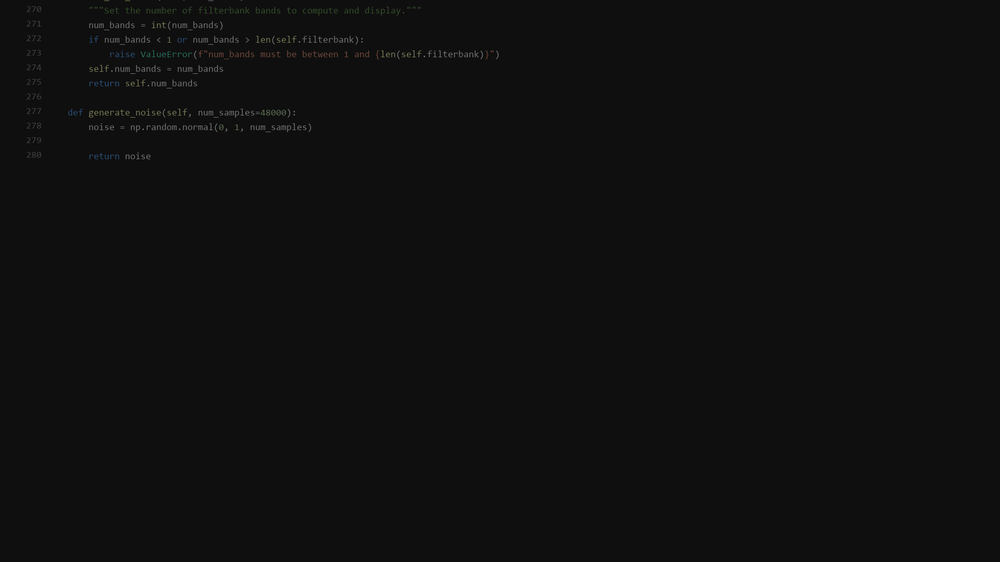 270 """Set the number of filterbank bands to compute and display."""
271 num_bands = int(num_bands)
272 if num_bands < 1 or num_bands > len(self.filterbank):
273 raise ValueError(f"num_bands must be between 1 and {len(self.filterbank)}")
274 self.num_bands = num_bands
275 return self.num_bands
276
277 def generate_noise(self, num_samples=48000):
278 noise = np.random.normal(0, 1, num_samples)
279
280 return noise